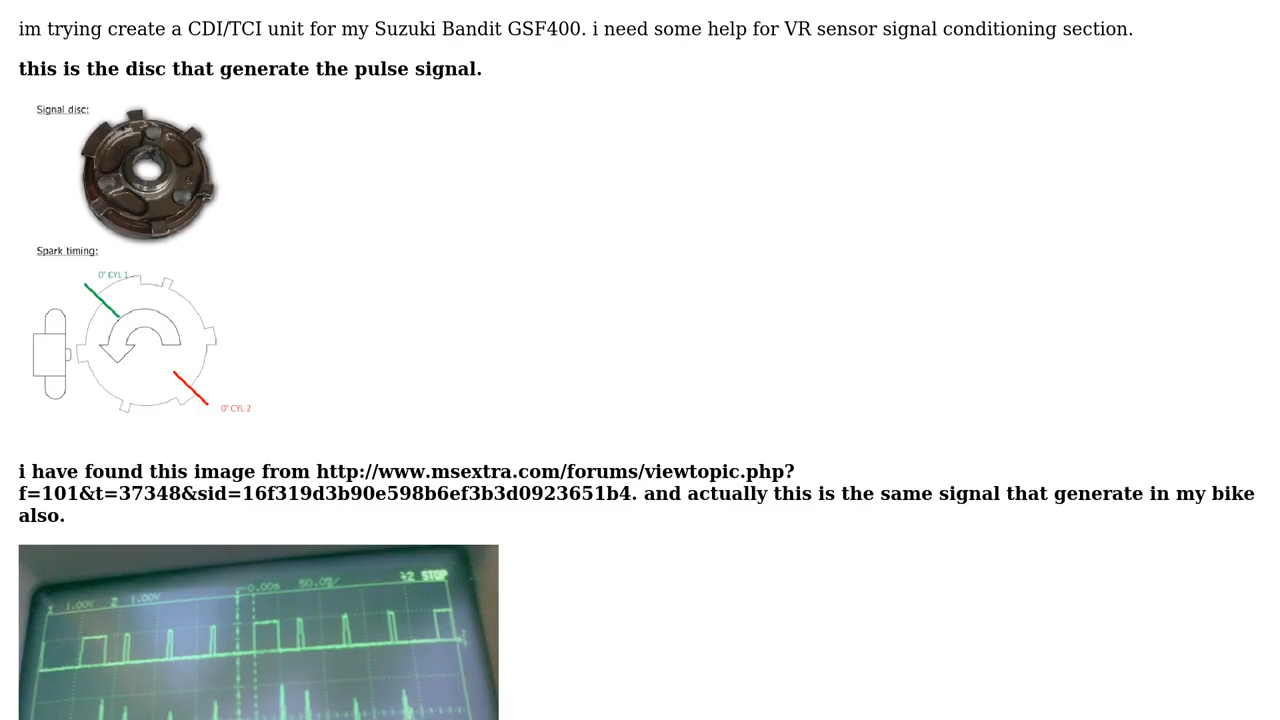 im trying create a CDI/TCI unit for my Suzuki Bandit GSF400. i need some help for VR sensor signal conditioning section.
this is the disc that generate the pulse signal.
Signal disc:
Spark timing:
0° CYL 1
0° CYL 2
i have found this image from http://www.msextra.com/forums/viewtopic.php?
f=101&t=37348&sid=16f319d3b90e598b6ef3b3d0923651b4. and actually this is the same signal that generate in my bike
also.
1 1.00V 2 1.00V 0.00s STOP